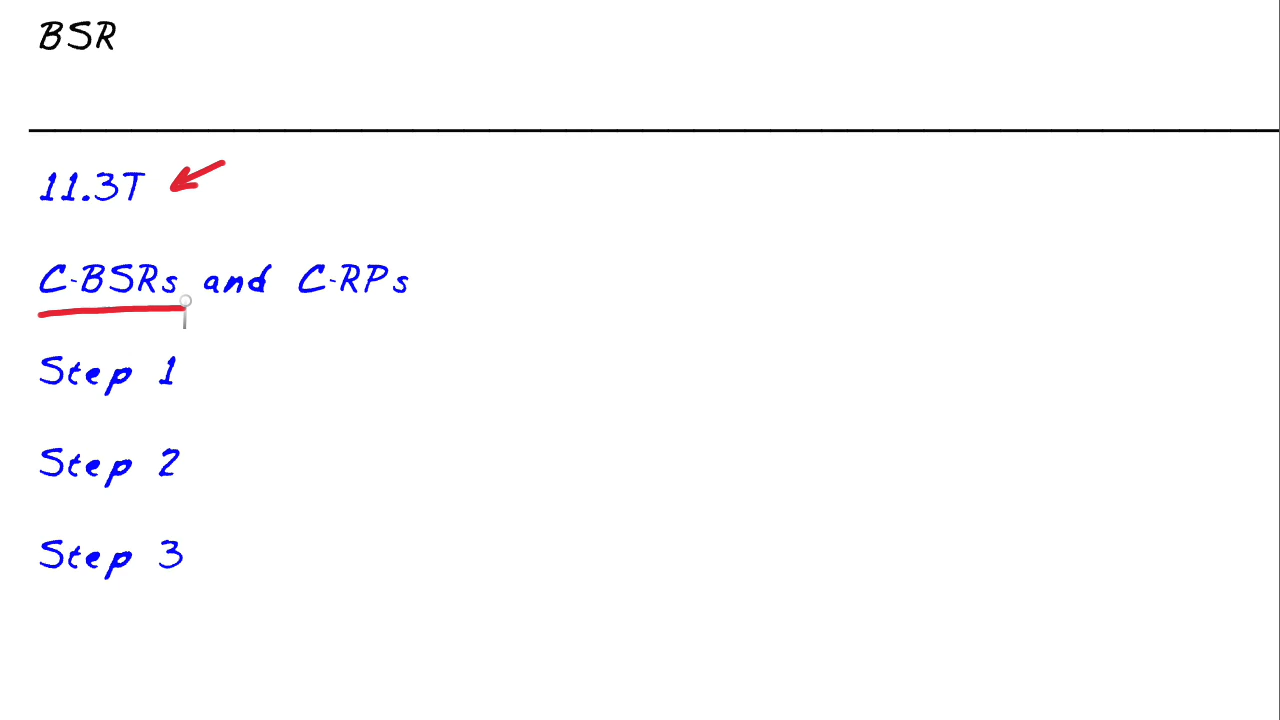 BSR
11.3T
C-BSRs and C-RPs
Step 1
Step 2
Step 3